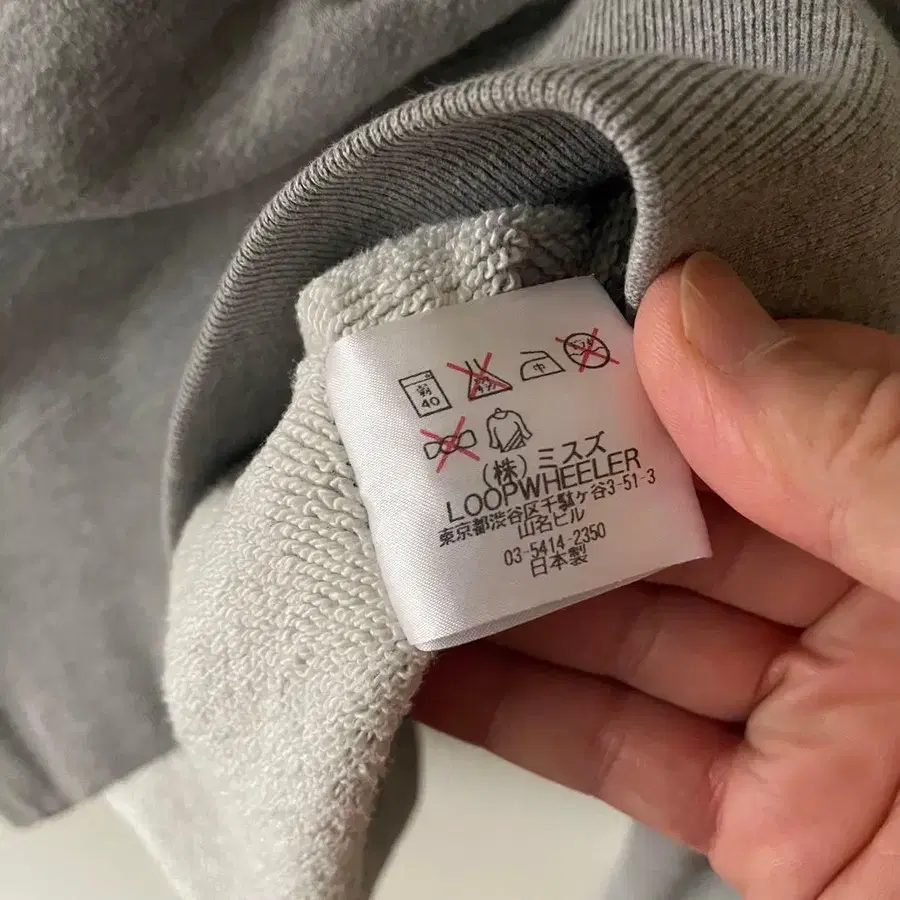 弱
40
中
(株)ミスズ
LOOPWHEELER
東京都渋谷区千駄ケ谷3-51-3
山名ビル
03-5414-2350
日本製